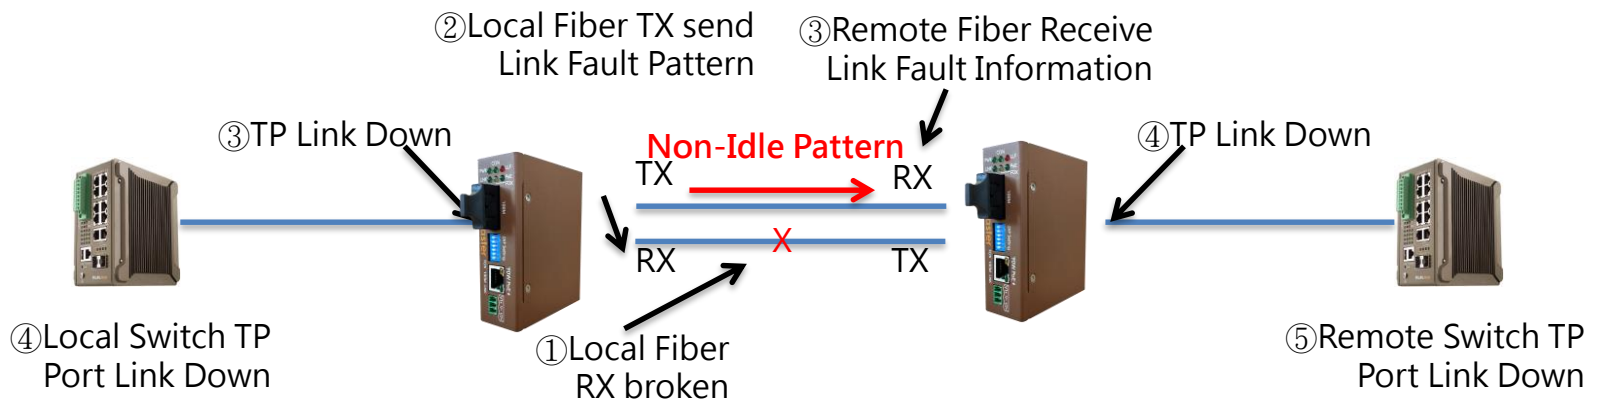 ②Local Fiber TX send
Link Fault Pattern
③Remote Fiber Receive
Link Fault Information
③TP Link Down
Non-Idle Pattern
④TP Link Down
TX
RX
RX
X
TX
①Local Fiber
RX broken
④Local Switch TP
Port Link Down
⑤Remote Switch TP
Port Link Down